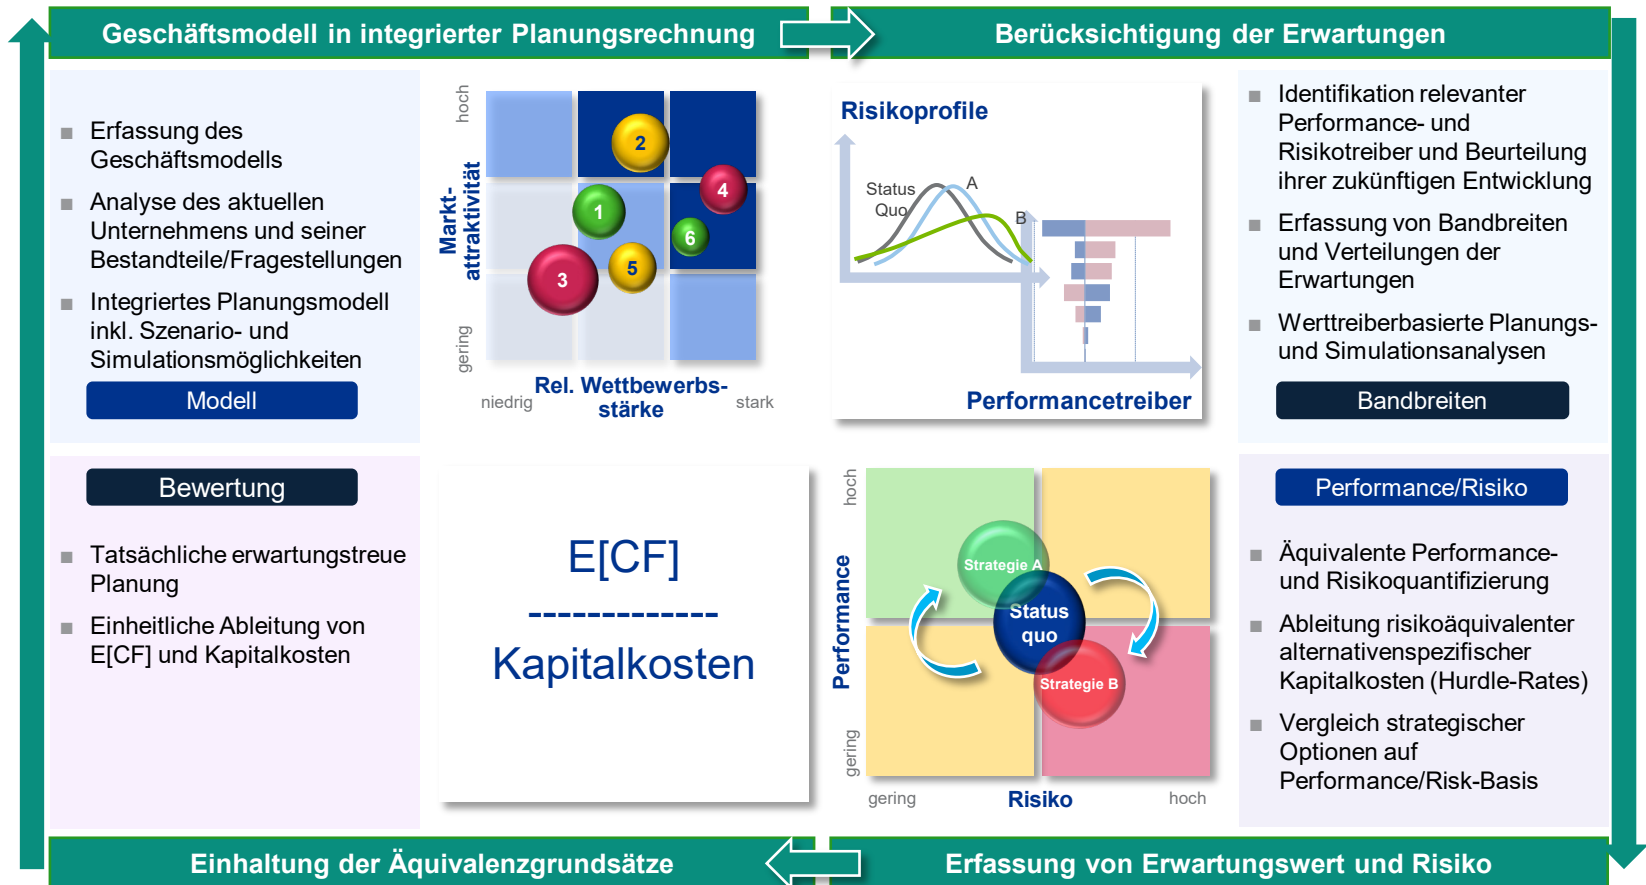 Geschäftsmodell in integrierter Planungsrechnung
Berücksichtigung der Erwartungen
Erfassung des
Geschäftsmodells
Analyse des aktuellen
Unternehmens und seiner
Bestandteile/Fragestellungen
Integriertes Planungsmodell
inkl. Szenario- und
Simulationsmöglichkeiten
Modell
hoch
Markt-
attraktivität
gering
2
4
1
6
5
3
Rel. Wettbewerbs-
stärke
niedrig
stark
Risikoprofile
Status
Quo
A
B
Performancetreiber
Identifikation relevanter
Performance- und
Risikotreiber und Beurteilung
ihrer zukünftigen Entwicklung
Erfassung von Bandbreiten
und Verteilungen der
Erwartungen
Werttreiberbasierte Planungs-
und Simulationsanalysen
Bandbreiten
Bewertung
Tatsächliche erwartungstreue
Planung
Einheitliche Ableitung von
E[CF] und Kapitalkosten
E[CF]
-------------
Kapitalkosten
hoch
Performance
gering
Strategie A
Status
quo
Strategie B
gering
Risiko
hoch
Performance/Risiko
Äquivalente Performance-
und Risikoquantifizierung
Ableitung risikoäquivalenter
alternativenspezifischer
Kapitalkosten (Hurdle-Rates)
Vergleich strategischer
Optionen auf
Performance/Risk-Basis
Einhaltung der Äquivalenzgrundsätze
Erfassung von Erwartungswert und Risiko